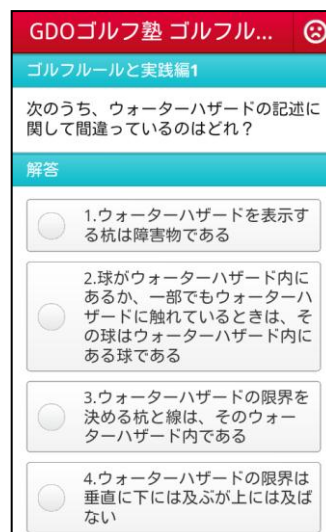 GDOゴルフ塾 ゴルフル...
ゴルフルールと実践編1
次のうち、ウォーターハザードの記述に
関して間違っているのはどれ？
解答
1.ウォーターハザードを表示す
る杭は障害物である
2.球がウォーターハザード内に
あるか、一部でもウォーターハ
ザードに触れているときは、そ
の球はウォーターハザード内に
ある球である
3.ウォーターハザードの限界を
決める杭と線は、そのウォー
ターハザード内である
4.ウォーターハザードの限界は
垂直に下には及ぶが上には及ば
ない